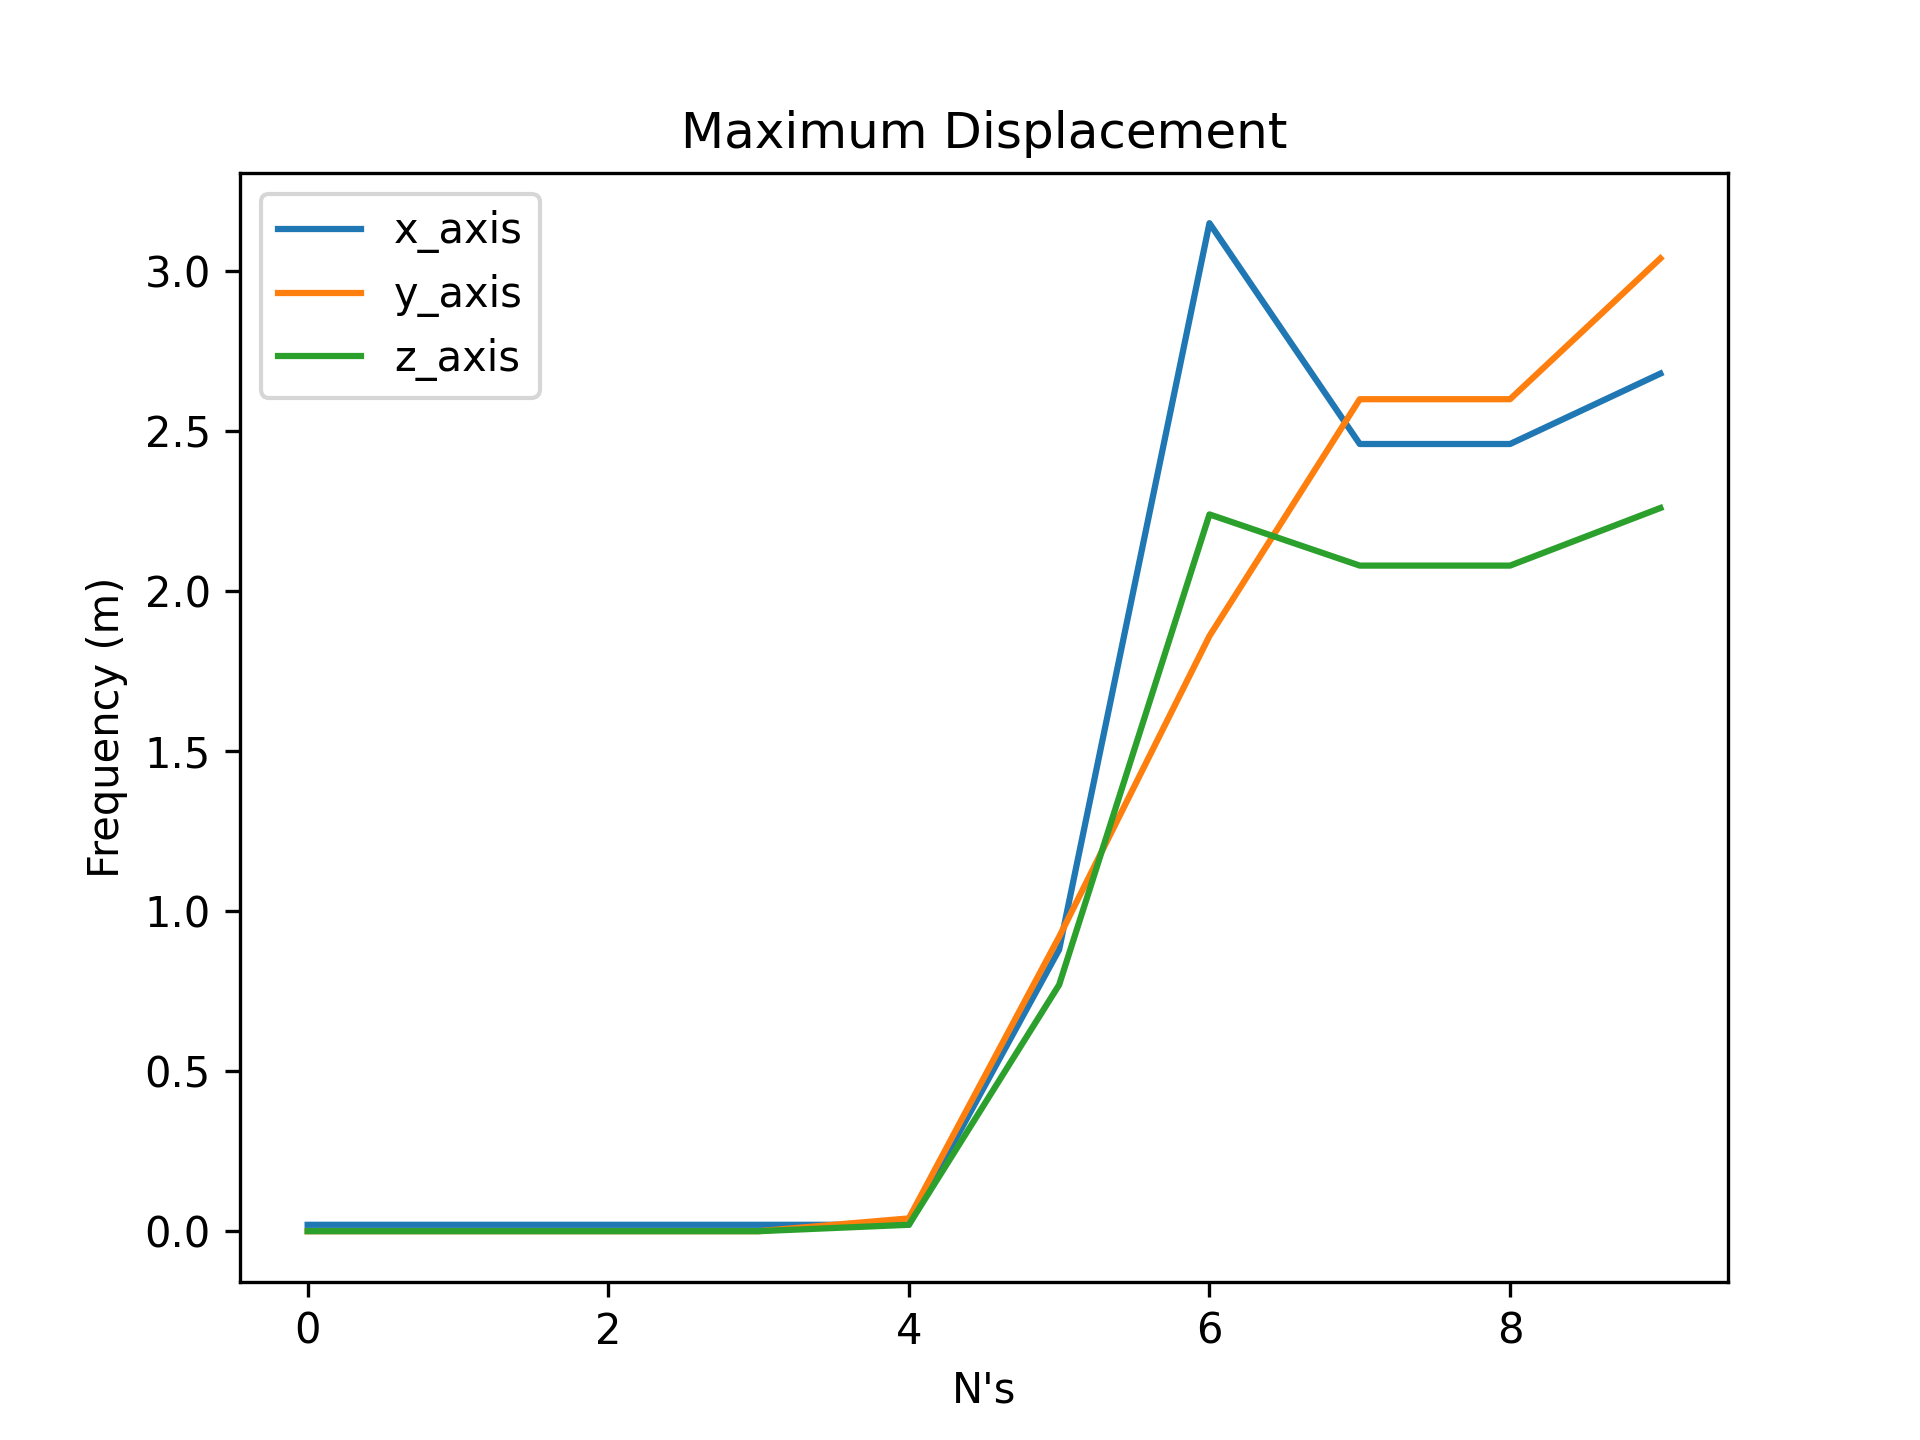 Maximum Displacement
x_axis
y_axis
z_axis
3.0
2.5
2.0
1.5
1.0
0.5
0.0
Frequency (m)
0 2 4 6 8
N's